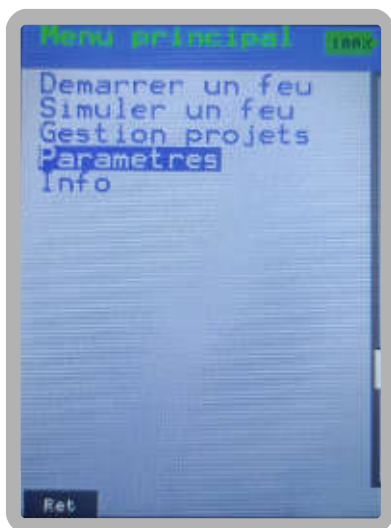 Menu principal 100%
Demarrer un feu
Simuler un feu
Gestion projets
Parametres
Info
Ret